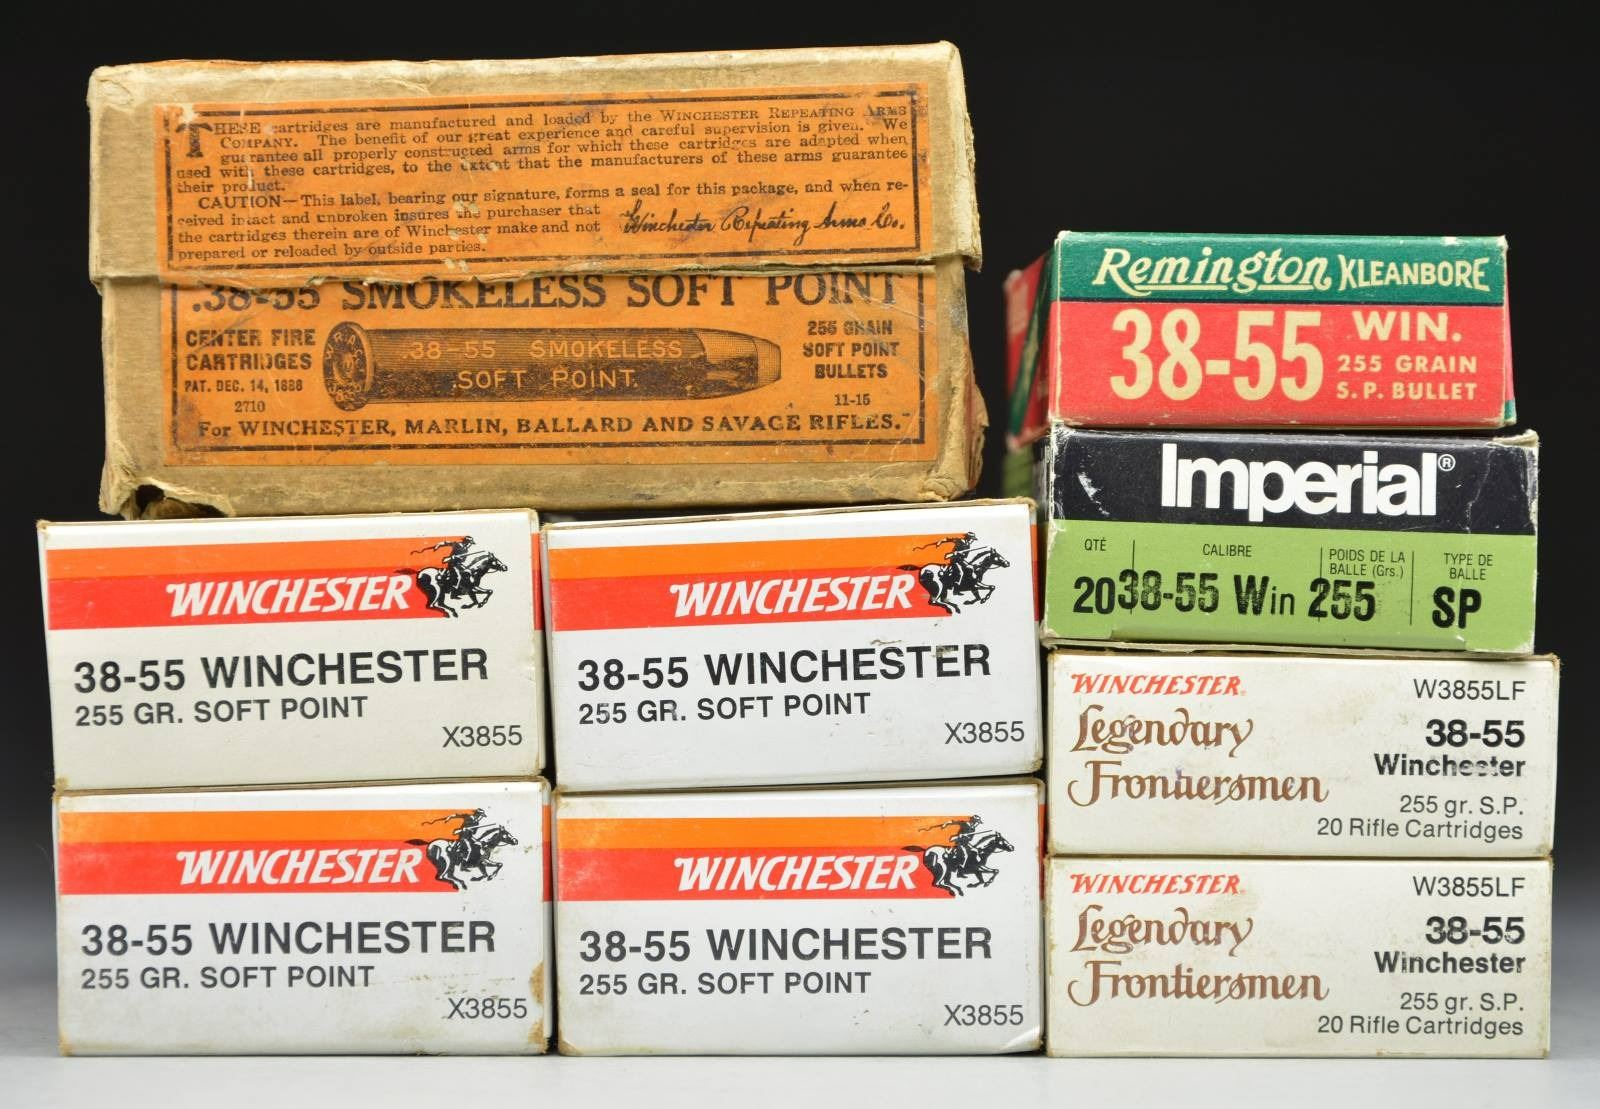 THESE cartridges are manufactured and loaded by the WINCHESTER REPEATING ARMS
COMPANY. The benefit of our great experience and careful supervision is given. We
guarantee all properly constructed arms for which these cartridges are adapted when
used with these cartridges, to the extent that the manufacturers of these arms guarantee
their product.
CAUTION—This label, bearing our signature, forms a seal for this package, and when re-
ceived intact and unbroken insures the purchaser that
the cartridges therein are of Winchester make and not
prepared or reloaded by outside parties.
Winchester Repeating Arms Co.
.38-55 SMOKELESS SOFT POINT
CENTER FIRE
CARTRIDGES
PAT. DEC. 14, 1888
2710
W.R.A.Co.
.38-55 SMOKELESS
SOFT POINT.
255 GRAIN
SOFT POINT
BULLETS
11-15
For WINCHESTER, MARLIN, BALLARD AND SAVAGE RIFLES.
Remington KLEANBORE
38-55 WIN.
255 GRAIN
S.P. BULLET
Imperial®
QTÉ
CALIBRE
POIDS DE LA
BALLE (Grs.)
TYPE DE
BALLE
20 38-55 Win 255 SP
WINCHESTER
38-55 WINCHESTER
255 GR. SOFT POINT
X3855
WINCHESTER
38-55 WINCHESTER
255 GR. SOFT POINT
X3855
WINCHESTER
Legendary
Frontiersmen
W3855LF
38-55
Winchester
255 gr. S.P.
20 Rifle Cartridges
WINCHESTER
38-55 WINCHESTER
255 GR. SOFT POINT
X3855
WINCHESTER
38-55 WINCHESTER
255 GR. SOFT POINT
X3855
WINCHESTER
Legendary
Frontiersmen
W3855LF
38-55
Winchester
255 gr. S.P.
20 Rifle Cartridges